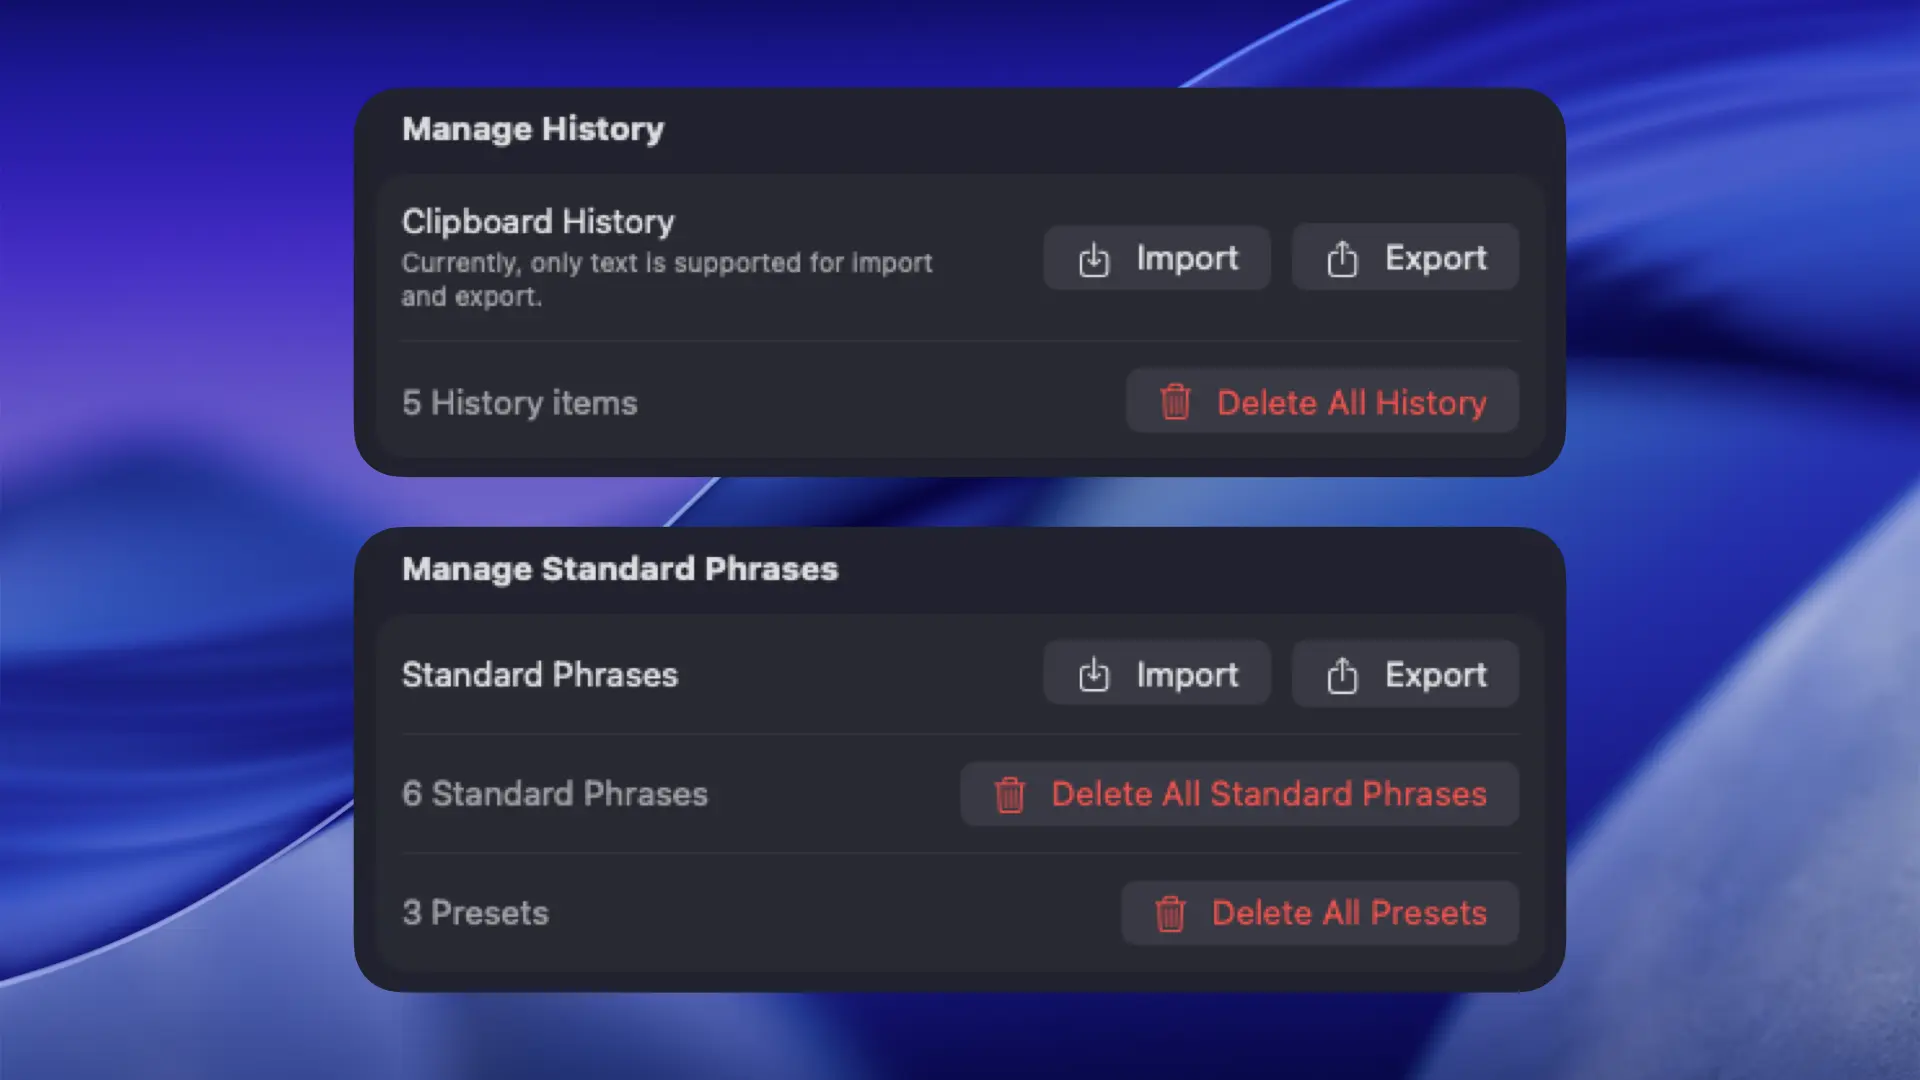 Manage History
Clipboard History
Currently, only text is supported for import
and export.
Import
Export
5 History items
Delete All History
Manage Standard Phrases
Standard Phrases
Import
Export
6 Standard Phrases
Delete All Standard Phrases
3 Presets
Delete All Presets